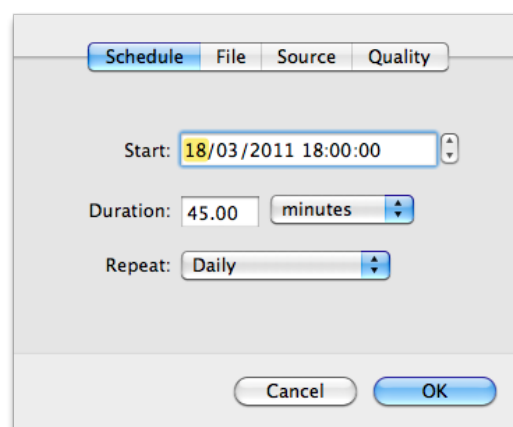 Schedule File Source Quality
Start: 18/03/2011 18:00:00
Duration: 45.00 minutes
Repeat: Daily
Cancel OK